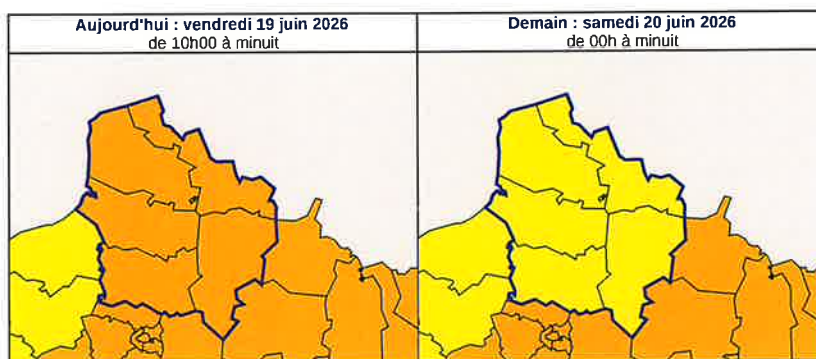 Aujourd'hui : vendredi 19 juin 2026
de 10h00 à minuit
Demain : samedi 20 juin 2026
de 00h à minuit